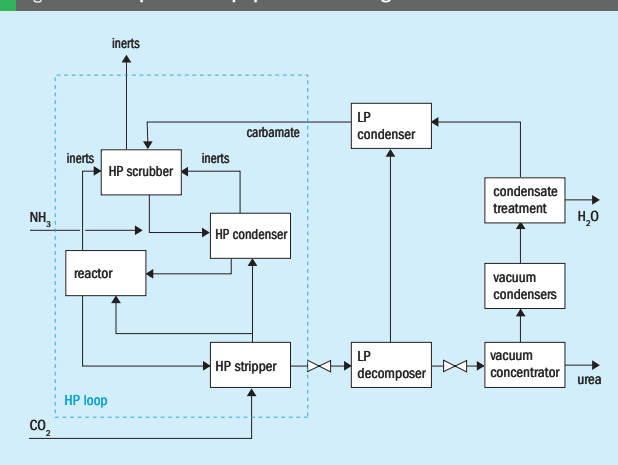 inerts
LP
condenser
carbamate
inerts
inerts
HP scrubber
condensate
treatment
NH3
H2O
HP condenser
reactor
vacuum
condensers
HP stripper
LP
decomposer
vacuum
concentrator
urea
HP loop
CO2